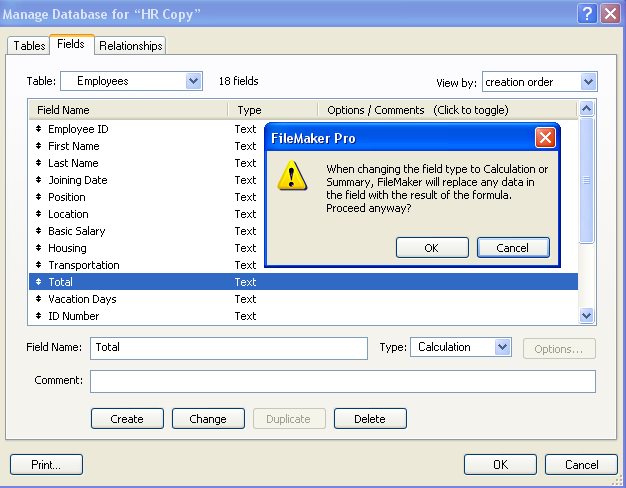 Manage Database for “HR Copy”
Tables Fields Relationships
Table: Employees 18 fields View by: creation order
Field Name Type Options / Comments (Click to toggle)
Employee ID Text
First Name Text
Last Name Text
Joining Date Text
Position Text
Location Text
Basic Salary Text
Housing Text
Transportation Text
Total Text
Vacation Days Text
ID Number Text
FileMaker Pro
When changing the field type to Calculation or
Summary, FileMaker will replace any data in
the field with the result of the formula.
Proceed anyway?
OK Cancel
Field Name: Total Type: Calculation Options...
Comment:
Create Change Duplicate Delete
Print... OK Cancel